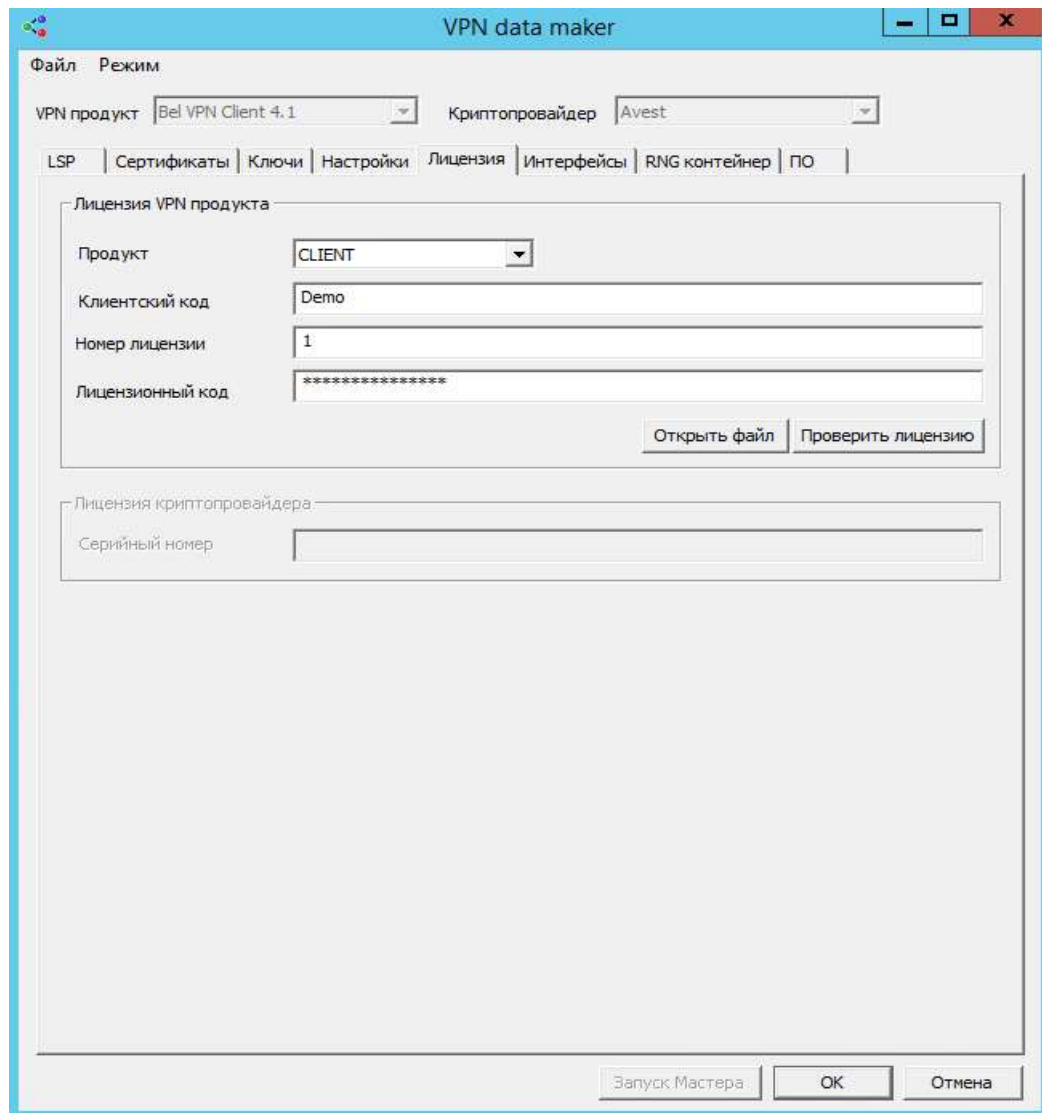 VPN data maker
Файл Режим
VPN продукт Bel VPN Client 4.1 Криптопровайдер Avest
LSP Сертификаты Ключи Настройки Лицензия Интерфейсы RNG контейнер ПО
Лицензия VPN продукта
Продукт CLIENT
Клиентский код Demo
Номер лицензии 1
Лицензионный код ***************
Открыть файл Проверить лицензию
Лицензия криптопровайдера
Серийный номер
Запуск Мастера OK Отмена